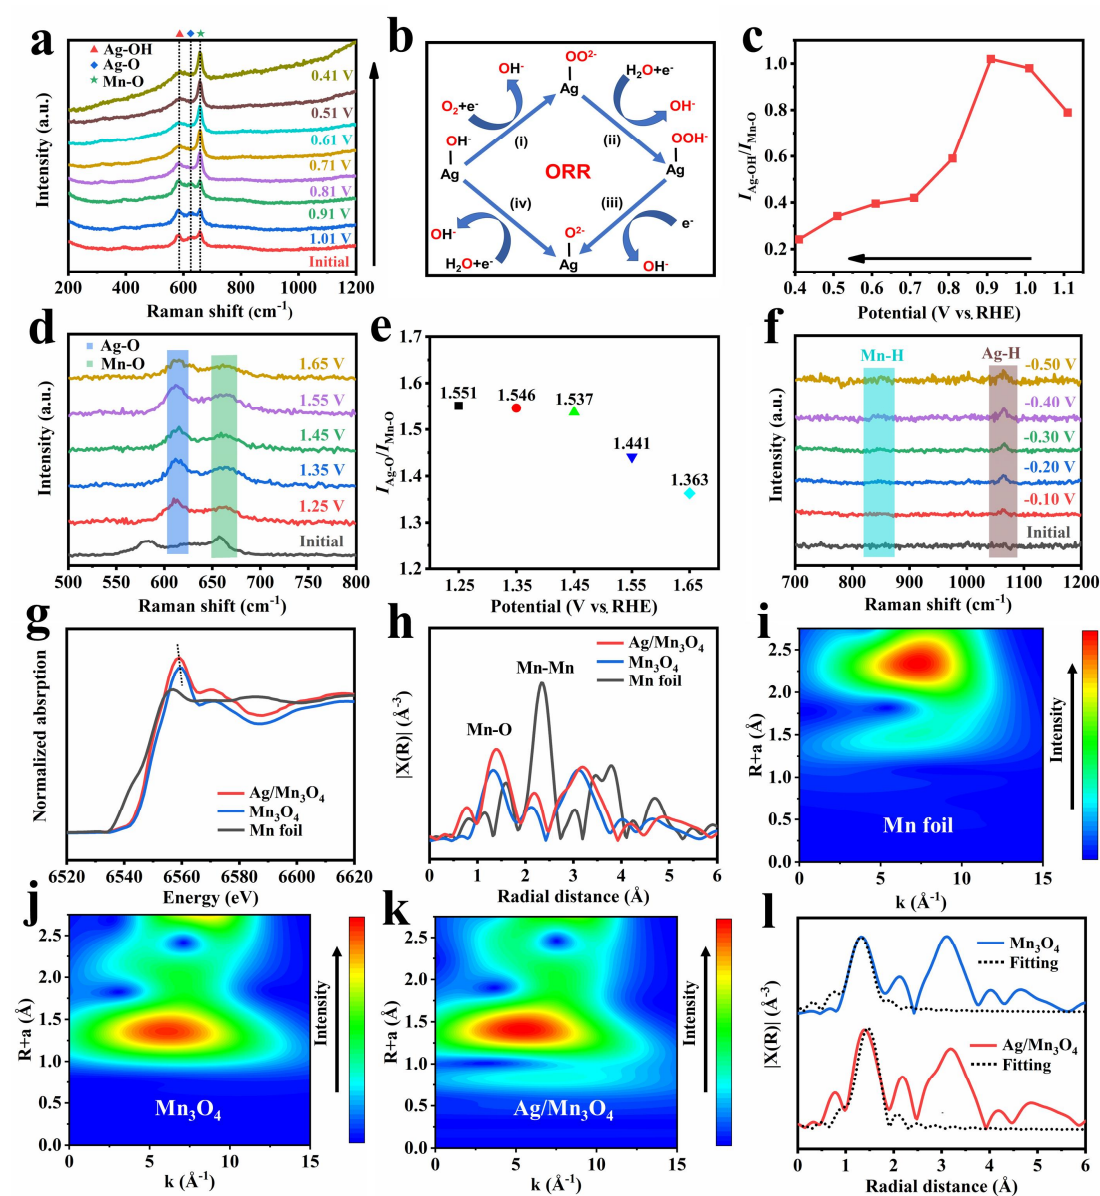 a
Ag-OH
Ag-O
Mn-O
0.41 V
0.51 V
0.61 V
0.71 V
0.81 V
0.91 V
1.01 V
Initial
Intensity (a.u.)
200 400 600 800 1000 1200
Raman shift (cm⁻¹)
b
OO²⁻
Ag
OH⁻
H₂O+e⁻
O₂+e⁻
OH⁻
OH⁻
Ag
(i)
(ii)
OOH⁻
Ag
ORR
(iv)
(iii)
OH⁻
H₂O+e⁻
O²⁻
Ag
e⁻
OH⁻
c
I Ag-OH/I Mn-O
1.0
0.8
0.6
0.4
0.2
0.4 0.5 0.6 0.7 0.8 0.9 1.0 1.1
Potential (V vs. RHE)
d
Ag-O
Mn-O
1.65 V
1.55 V
1.45 V
1.35 V
1.25 V
Initial
Intensity (a.u.)
500 550 600 650 700 750 800
Raman shift (cm⁻¹)
e
I Ag-O/I Mn-O
1.7
1.6
1.5
1.4
1.3
1.2
1.551
1.546
1.537
1.441
1.363
1.25 1.35 1.45 1.55 1.65
Potential (V vs. RHE)
f
Mn-H
Ag-H
-0.50 V
-0.40 V
-0.30 V
-0.20 V
-0.10 V
Initial
Intensity (a.u.)
700 800 900 1000 1100 1200
Raman shift (cm⁻¹)
g
Normalized absrption
Ag/Mn₃O₄
Mn₃O₄
Mn foil
6520 6540 6560 6580 6600 6620
Energy (eV)
h
|X(R)| (Å⁻³)
Ag/Mn₃O₄
Mn₃O₄
Mn foil
Mn-Mn
Mn-O
0 1 2 3 4 5 6
Radial distance (Å)
i
R+a (Å)
2.5
2.0
1.5
1.0
0.5
0.0
Mn foil
Intensity
0 5 10 15
k (Å⁻¹)
j
R+a (Å)
2.5
2.0
1.5
1.0
0.5
0.0
Mn₃O₄
Intensity
0 5 10 15
k (Å⁻¹)
k
R+a (Å)
2.5
2.0
1.5
1.0
0.5
0.0
Ag/Mn₃O₄
Intensity
0 5 10 15
k (Å⁻¹)
l
|X(R)| (Å⁻³)
Mn₃O₄
Fitting
Ag/Mn₃O₄
Fitting
0 1 2 3 4 5 6
Radial distance (Å)